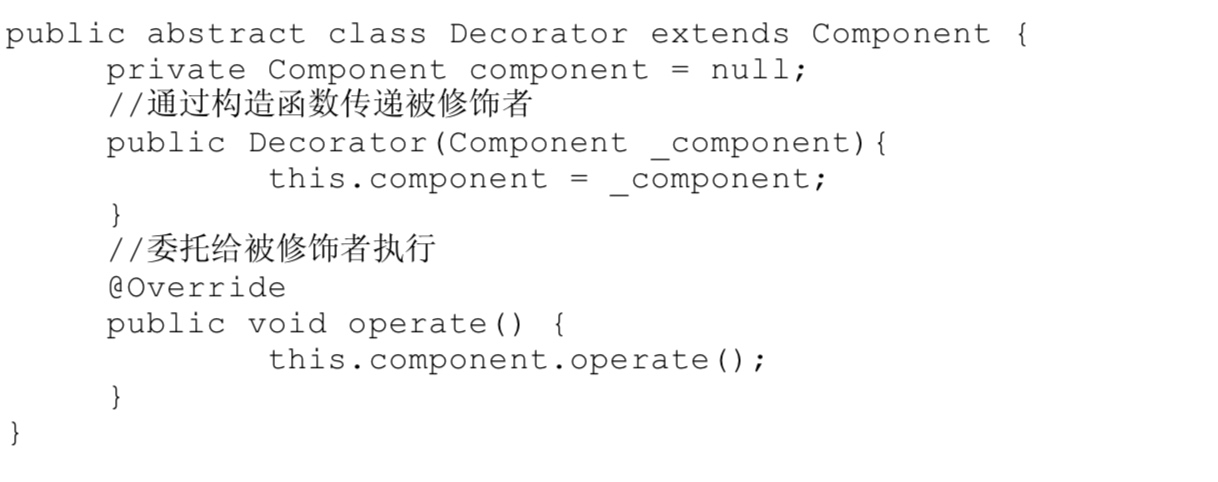 public abstract class Decorator extends Component {
private Component component = null;
//通过构造函数传递被修饰者
public Decorator(Component _component){
this.component = _component;
}
//委托给被修饰者执行
@Override
public void operate() {
this.component.operate();
}
}